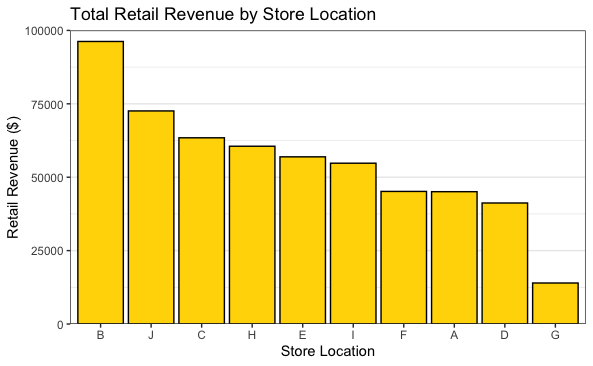 Total Retail Revenue by Store Location
Retail Revenue ($)
100000
75000
50000
25000
0
B J C H E I F A D G
Store Location